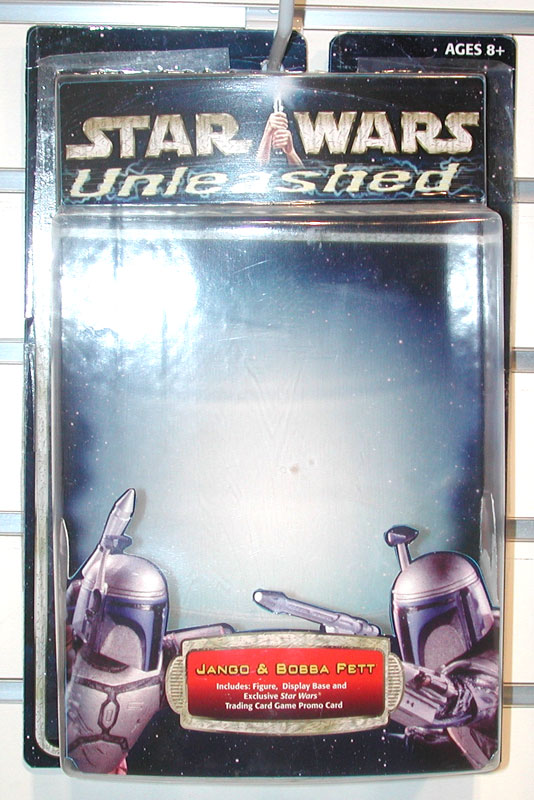 AGES 8+
STAR WARS
Unleashed
JANGO & BOBBA FETT
Includes: Figure, Display Base and
Exclusive Star Wars®
Trading Card Game Promo Card